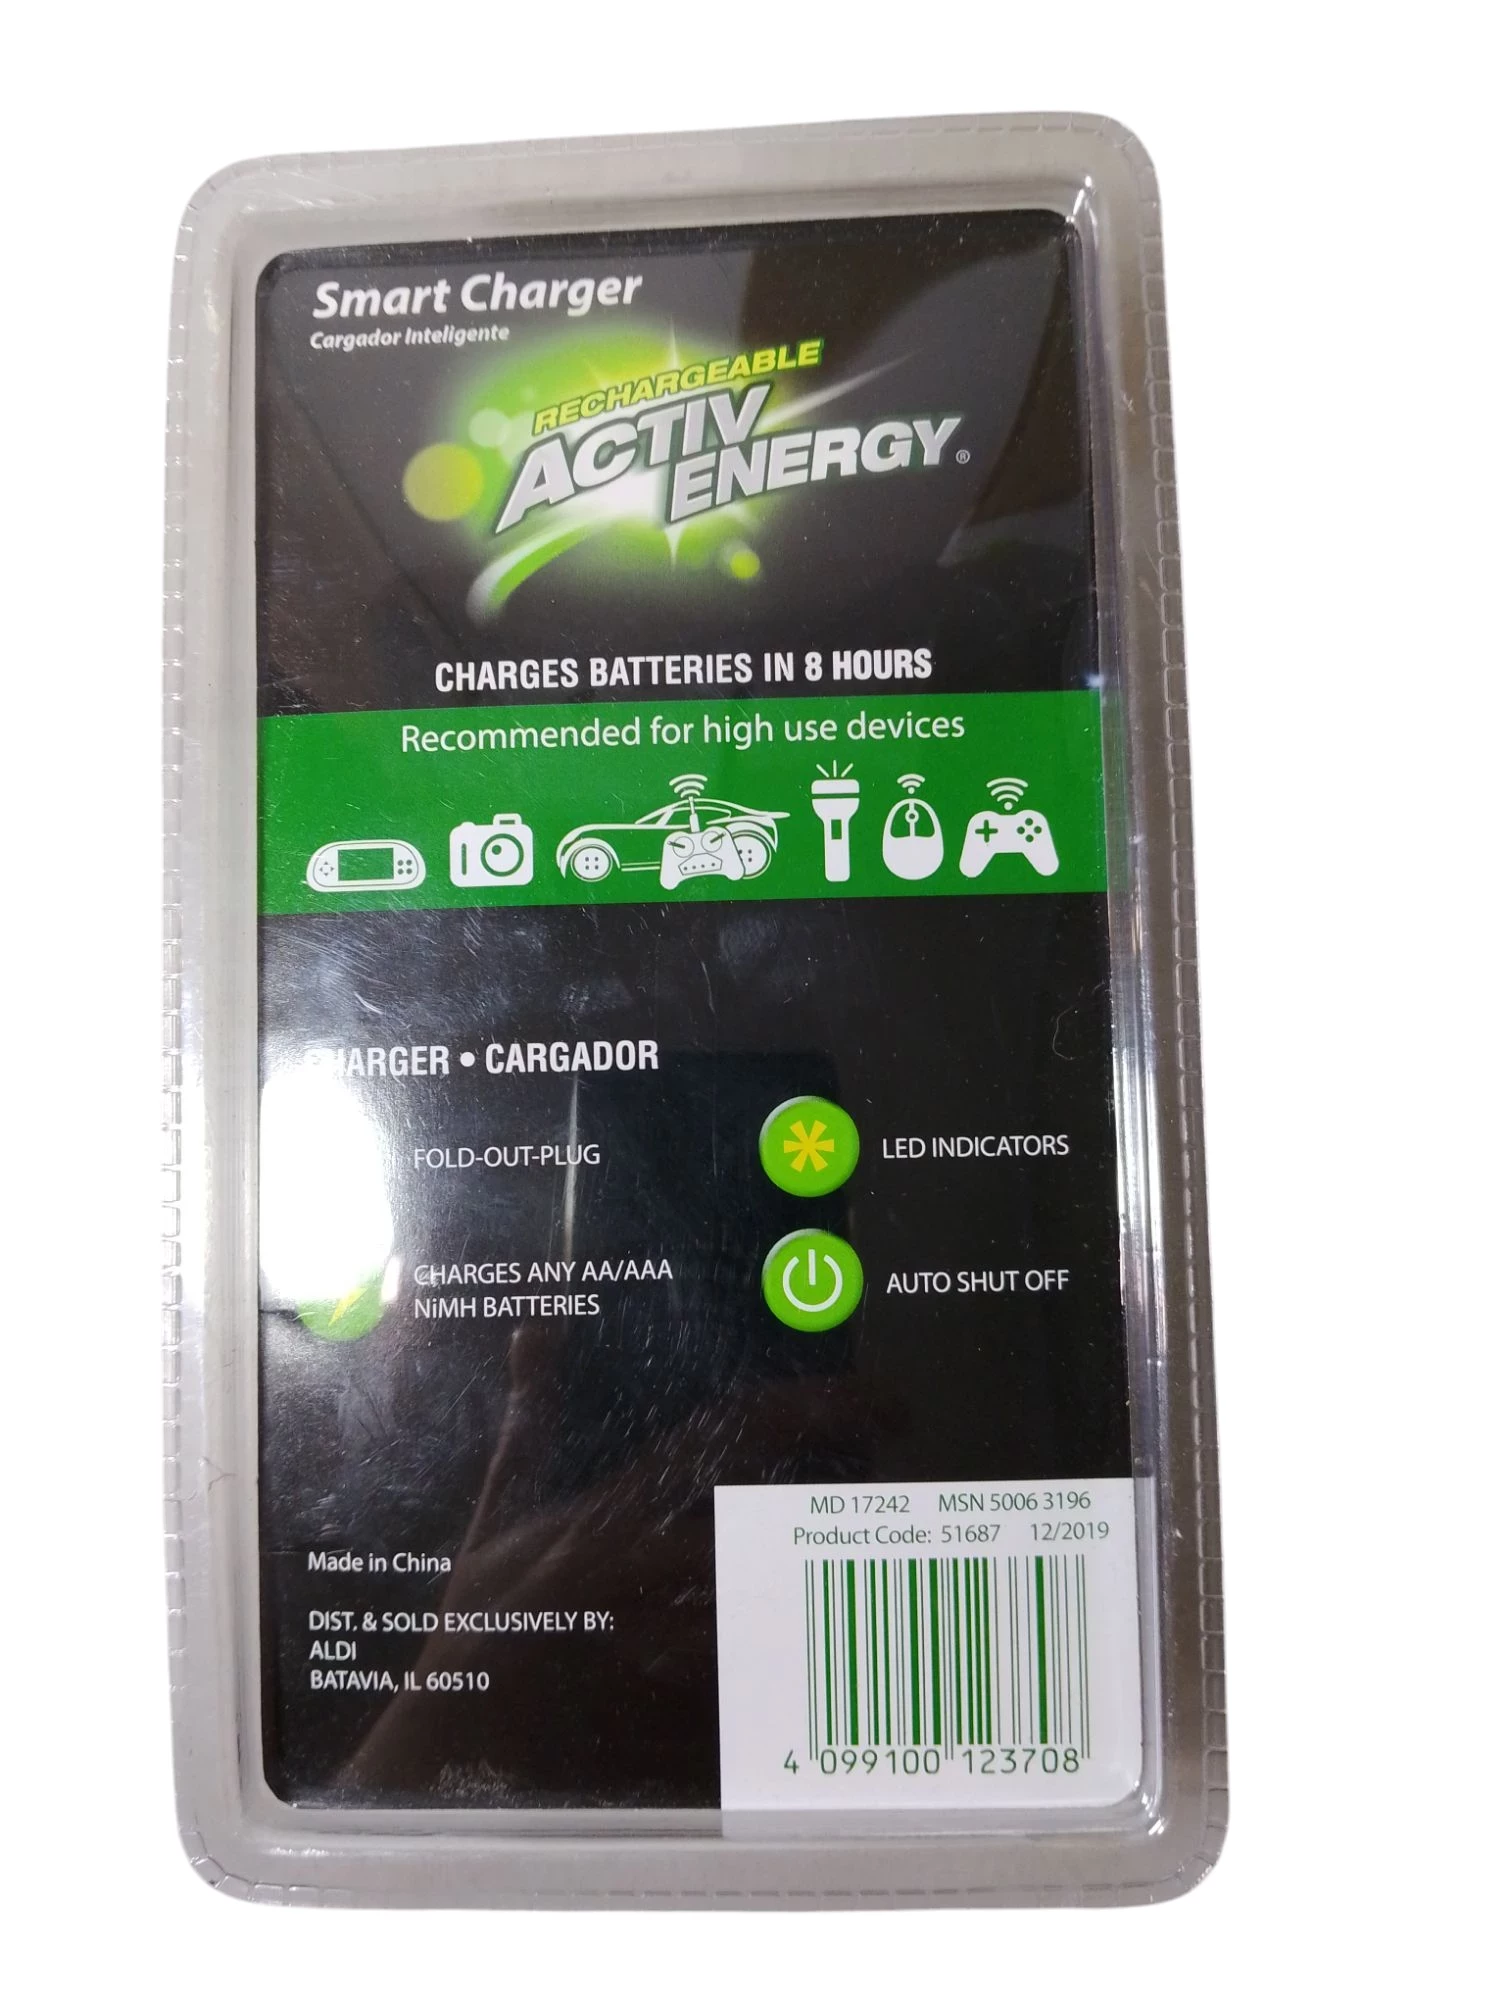 Smart Charger
Cargador Inteligente
RECHARGEABLE
ACTIV
ENERGY®
CHARGES BATTERIES IN 8 HOURS
Recommended for high use devices
CHARGER • CARGADOR
FOLD-OUT-PLUG
LED INDICATORS
CHARGES ANY AA/AAA
NiMH BATTERIES
AUTO SHUT OFF
MD 17242 MSN 5006 3196
Product Code: 51687 12/2019
Made in China
DIST. & SOLD EXCLUSIVELY BY:
ALDI
BATAVIA, IL 60510
4 099100 123708